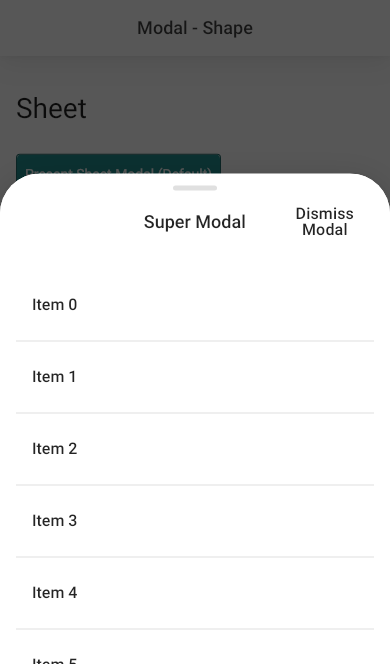 Modal - Shape
Sheet
Present Sheet Modal (Default)
Super Modal
Dismiss
Modal
Item 0
Item 1
Item 2
Item 3
Item 4
Item 5